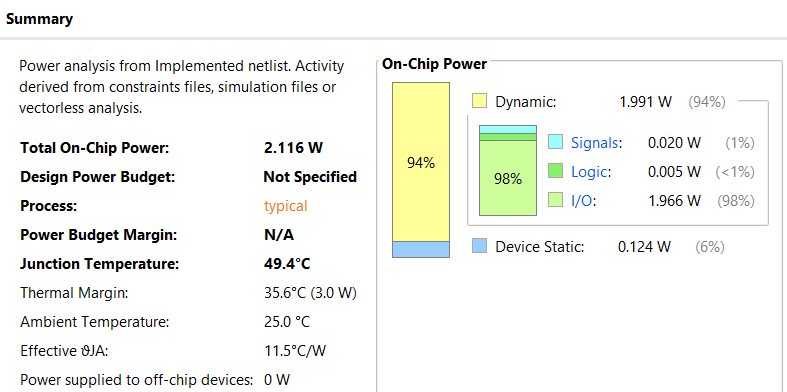 Summary
Power analysis from Implemented netlist. Activity
derived from constraints files, simulation files or
vectorless analysis.
Total On-Chip Power: 2.116 W
Design Power Budget: Not Specified
Process: typical
Power Budget Margin: N/A
Junction Temperature: 49.4°C
Thermal Margin: 35.6°C (3.0 W)
Ambient Temperature: 25.0 °C
Effective ϑJA: 11.5°C/W
Power supplied to off-chip devices: 0 W
On-Chip Power
94%
Dynamic: 1.991 W (94%)
98%
Signals: 0.020 W (1%)
Logic: 0.005 W (<1%)
I/O: 1.966 W (98%)
Device Static: 0.124 W (6%)